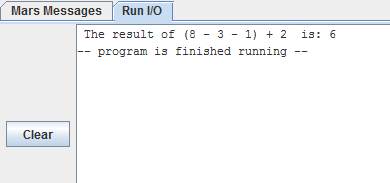 Mars Messages Run I/O
The result of (8 - 3 - 1) + 2  is: 6
-- program is finished running --
Clear